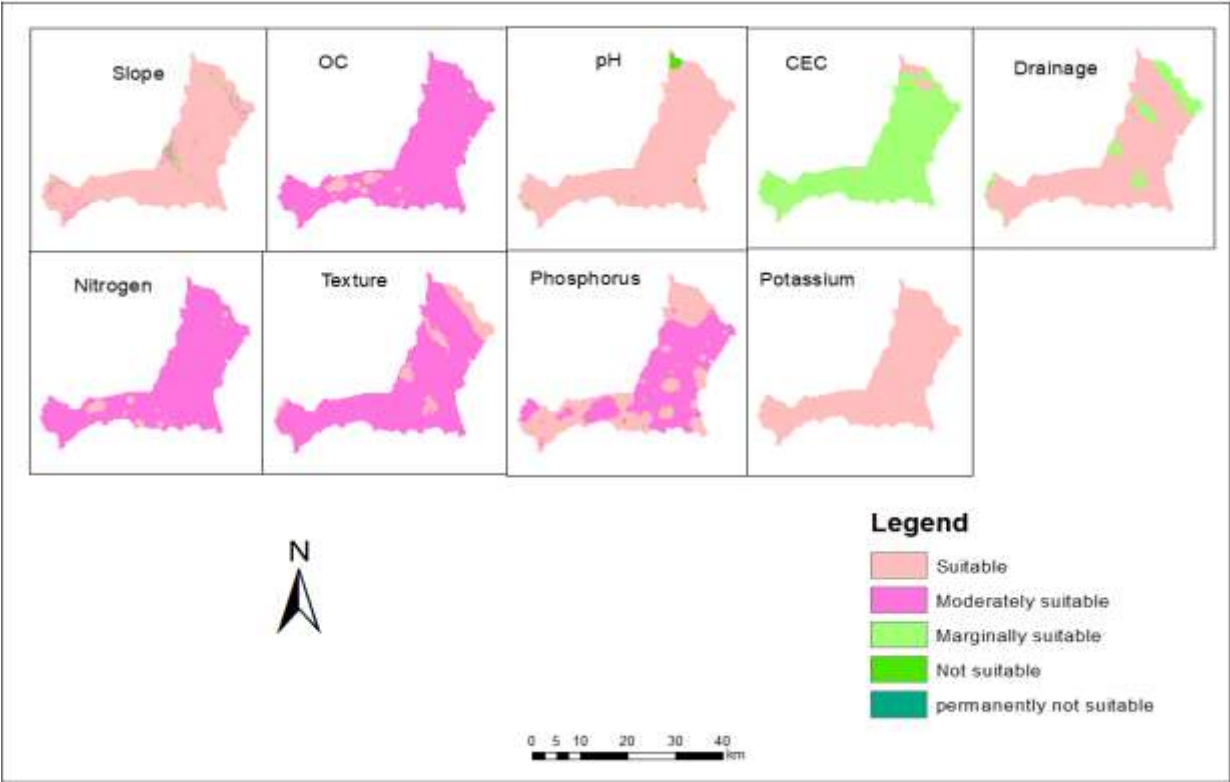 Slope
OC
pH
CEC
Drainage
Nitrogen
Texture
Phosphorus
Potassium
N
Legend
Suitable
Moderately suitable
Marginally suitable
Not suitable
permanently not suitable
0 5 10 20 30 40
km